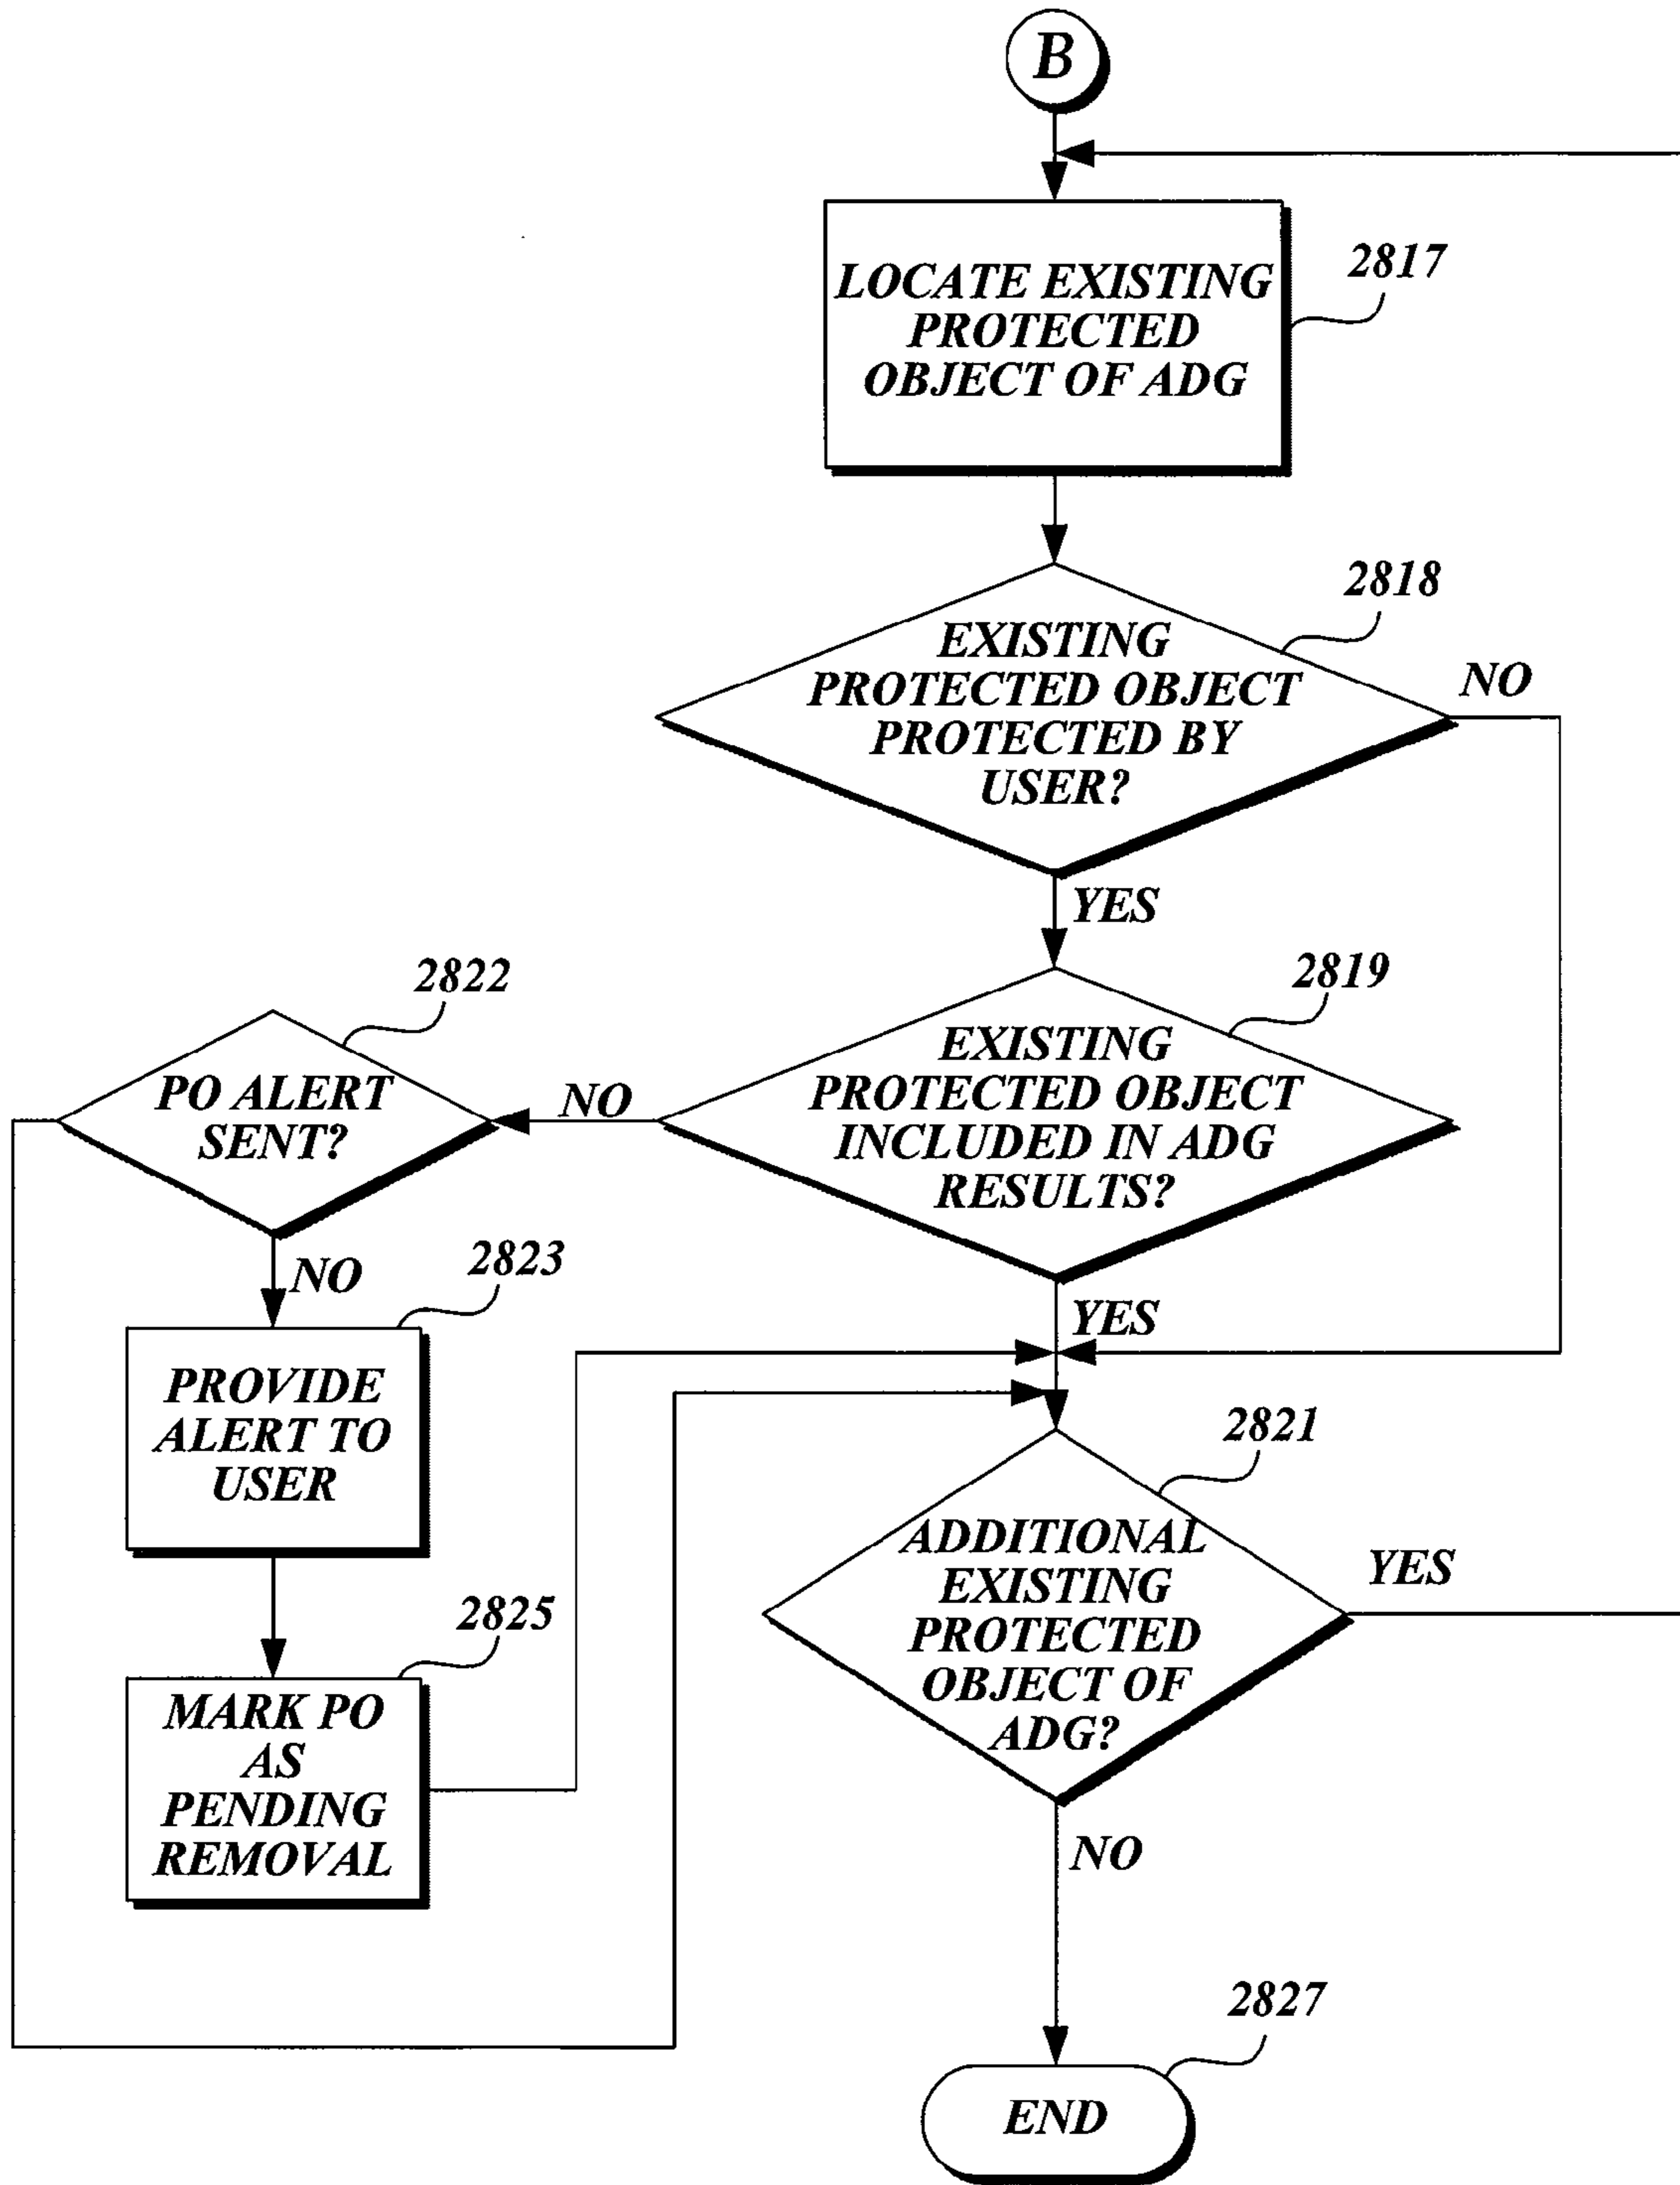 B
LOCATE EXISTING
PROTECTED
OBJECT OF ADG
2817
EXISTING
PROTECTED OBJECT
PROTECTED BY
USER?
2818
NO
YES
EXISTING
PROTECTED OBJECT
INCLUDED IN ADG
RESULTS?
2819
NO
YES
PO ALERT
SENT?
2822
NO
PROVIDE
ALERT TO
USER
2823
MARK PO
AS
PENDING
REMOVAL
2825
ADDITIONAL
EXISTING
PROTECTED
OBJECT OF
ADG?
2821
YES
NO
END
2827